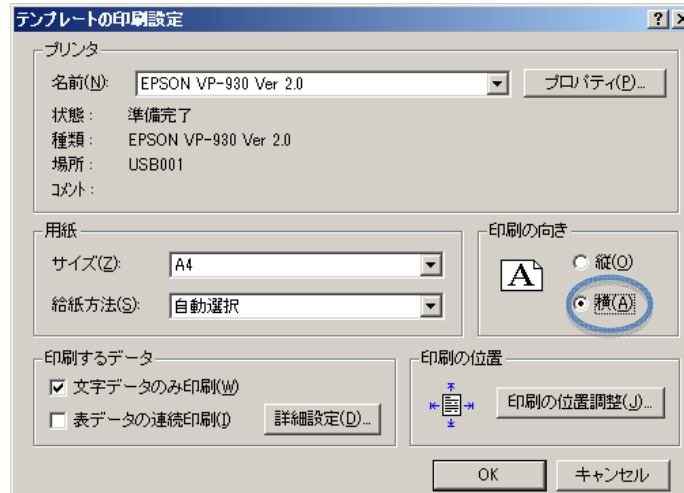 テンプレートの印刷設定
プリンタ
名前(N): EPSON VP-930 Ver 2.0 プロパティ(P)...
状態： 準備完了
種類： EPSON VP-930 Ver 2.0
場所： USB001
コメント：
用紙
サイズ(Z): A4
給紙方法(S): 自動選択
印刷の向き
A
縦(O)
横(A)
印刷するデータ
文字データのみ印刷(W)
表データの連続印刷(I) 詳細設定(D)...
印刷の位置
印刷の位置調整(J)...
OK キャンセル